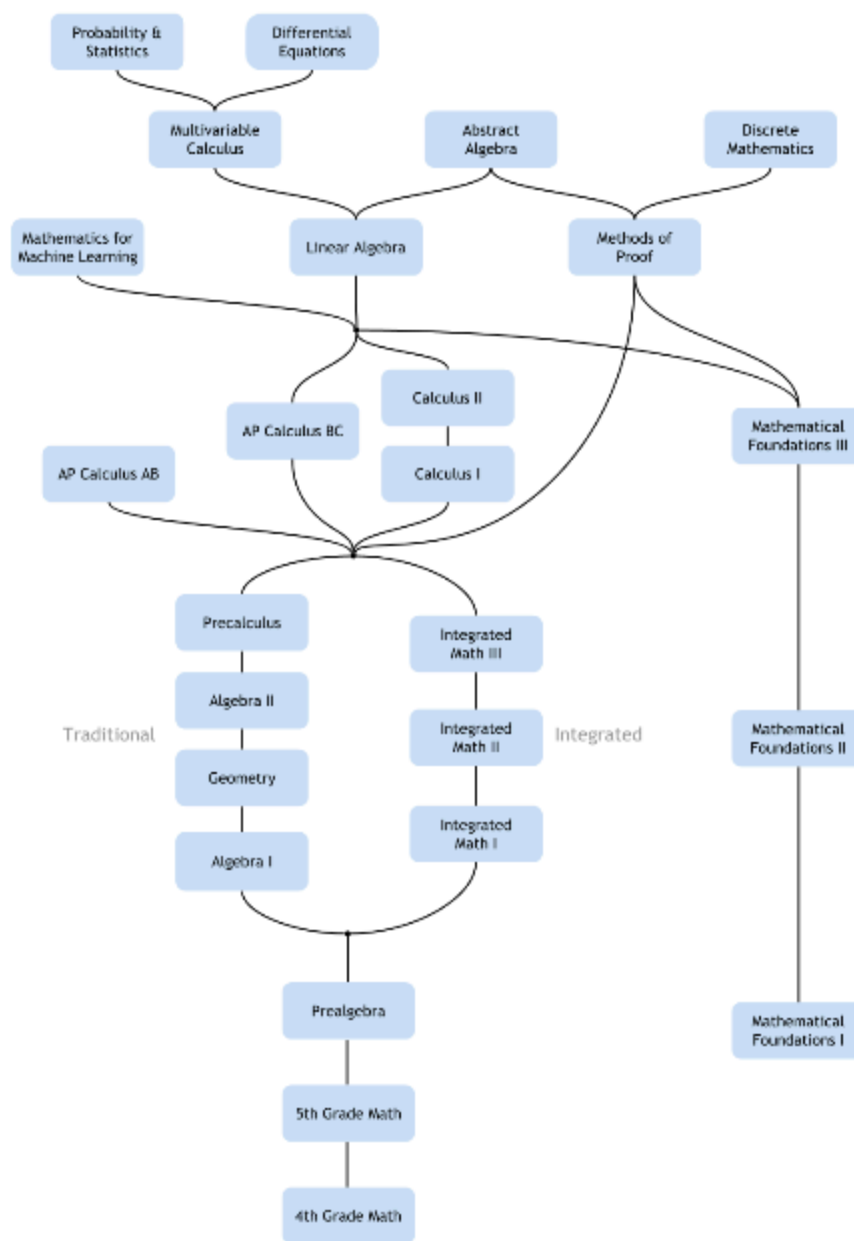 Probability &
Statistics
Differential
Equations
Multivariable
Calculus
Abstract
Algebra
Discrete
Mathematics
Mathematics for
Machine Learning
Linear Algebra
Methods of
Proof
Calculus II
AP Calculus BC
Mathematical
Foundations III
AP Calculus AB
Calculus I
Precalculus
Integrated
Math III
Algebra II
Traditional
Integrated
Math II
Integrated
Mathematical
Foundations II
Geometry
Algebra I
Integrated
Math I
Prealgebra
Mathematical
Foundations I
5th Grade Math
4th Grade Math